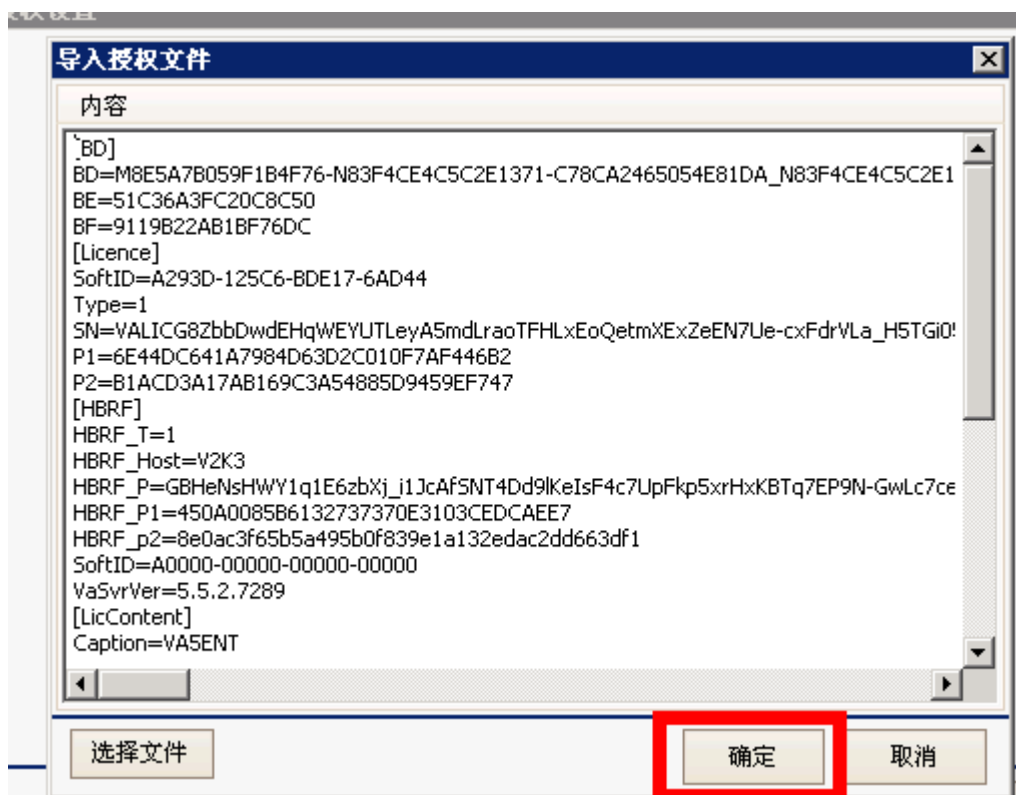 导入授权文件
内容
[BD]
BD=M8E5A7B059F1B4F76-N83F4CE4C5C2E1371-C78CA2465054E81DA_N83F4CE4C5C2E1
BE=51C36A3FC20C8C50
BF=9119B22AB1BF76DC
[Licence]
SoftID=A293D-125C6-BDE17-6AD44
Type=1
SN=VALICG8ZbbDwdEHqWEYUTLeyA5mdLraoTFHLxEoQetmXExZeEN7Ue-cxFdrVLa_H5TGi0
P1=6E44DC641A7984D63D2C010F7AF446B2
P2=B1ACD3A17AB169C3A54885D9459EF747
[HBRF]
HBRF_T=1
HBRF_Host=V2K3
HBRF_P=GBHeNsHWY1q1E6zbXj_i1JcAfSNT4Dd9lKeIsF4c7UpFkp5xrHxKBTq7EP9N-GwLc7ce
HBRF_P1=450A0085B6132737370E3103CEDCAEE7
HBRF_p2=8e0ac3f65b5a495b0f839e1a132edac2dd663df1
SoftID=A0000-00000-00000-00000
VaSvrVer=5.5.2.7289
[LicContent]
Caption=VA5ENT
选择文件
确定
取消